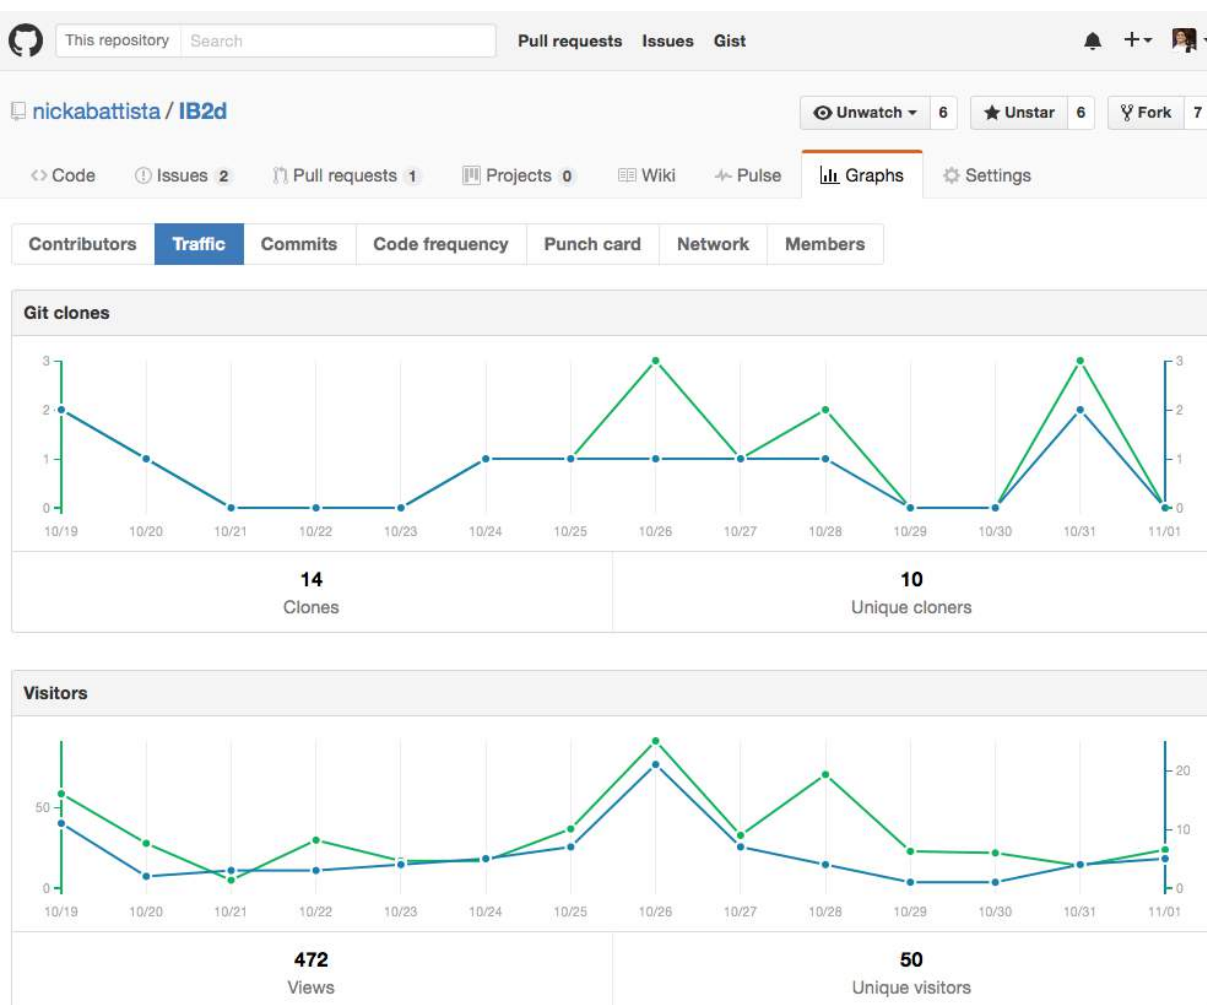 This repository Search Pull requests Issues Gist
nickabattista / IB2d Unwatch 6 Unstar 6 Fork 7
Code Issues 2 Pull requests 1 Projects 0 Wiki Pulse Graphs Settings
Contributors Traffic Commits Code frequency Punch card Network Members
Git clones
3 3
2 2
1 1
0 0
10/19 10/20 10/21 10/22 10/23 10/24 10/25 10/26 10/27 10/28 10/29 10/30 10/31 11/01
14 10
Clones Unique cloners
Visitors
20
50
10
0 0
10/19 10/20 10/21 10/22 10/23 10/24 10/25 10/26 10/27 10/28 10/29 10/30 10/31 11/01
472 50
Views Unique visitors